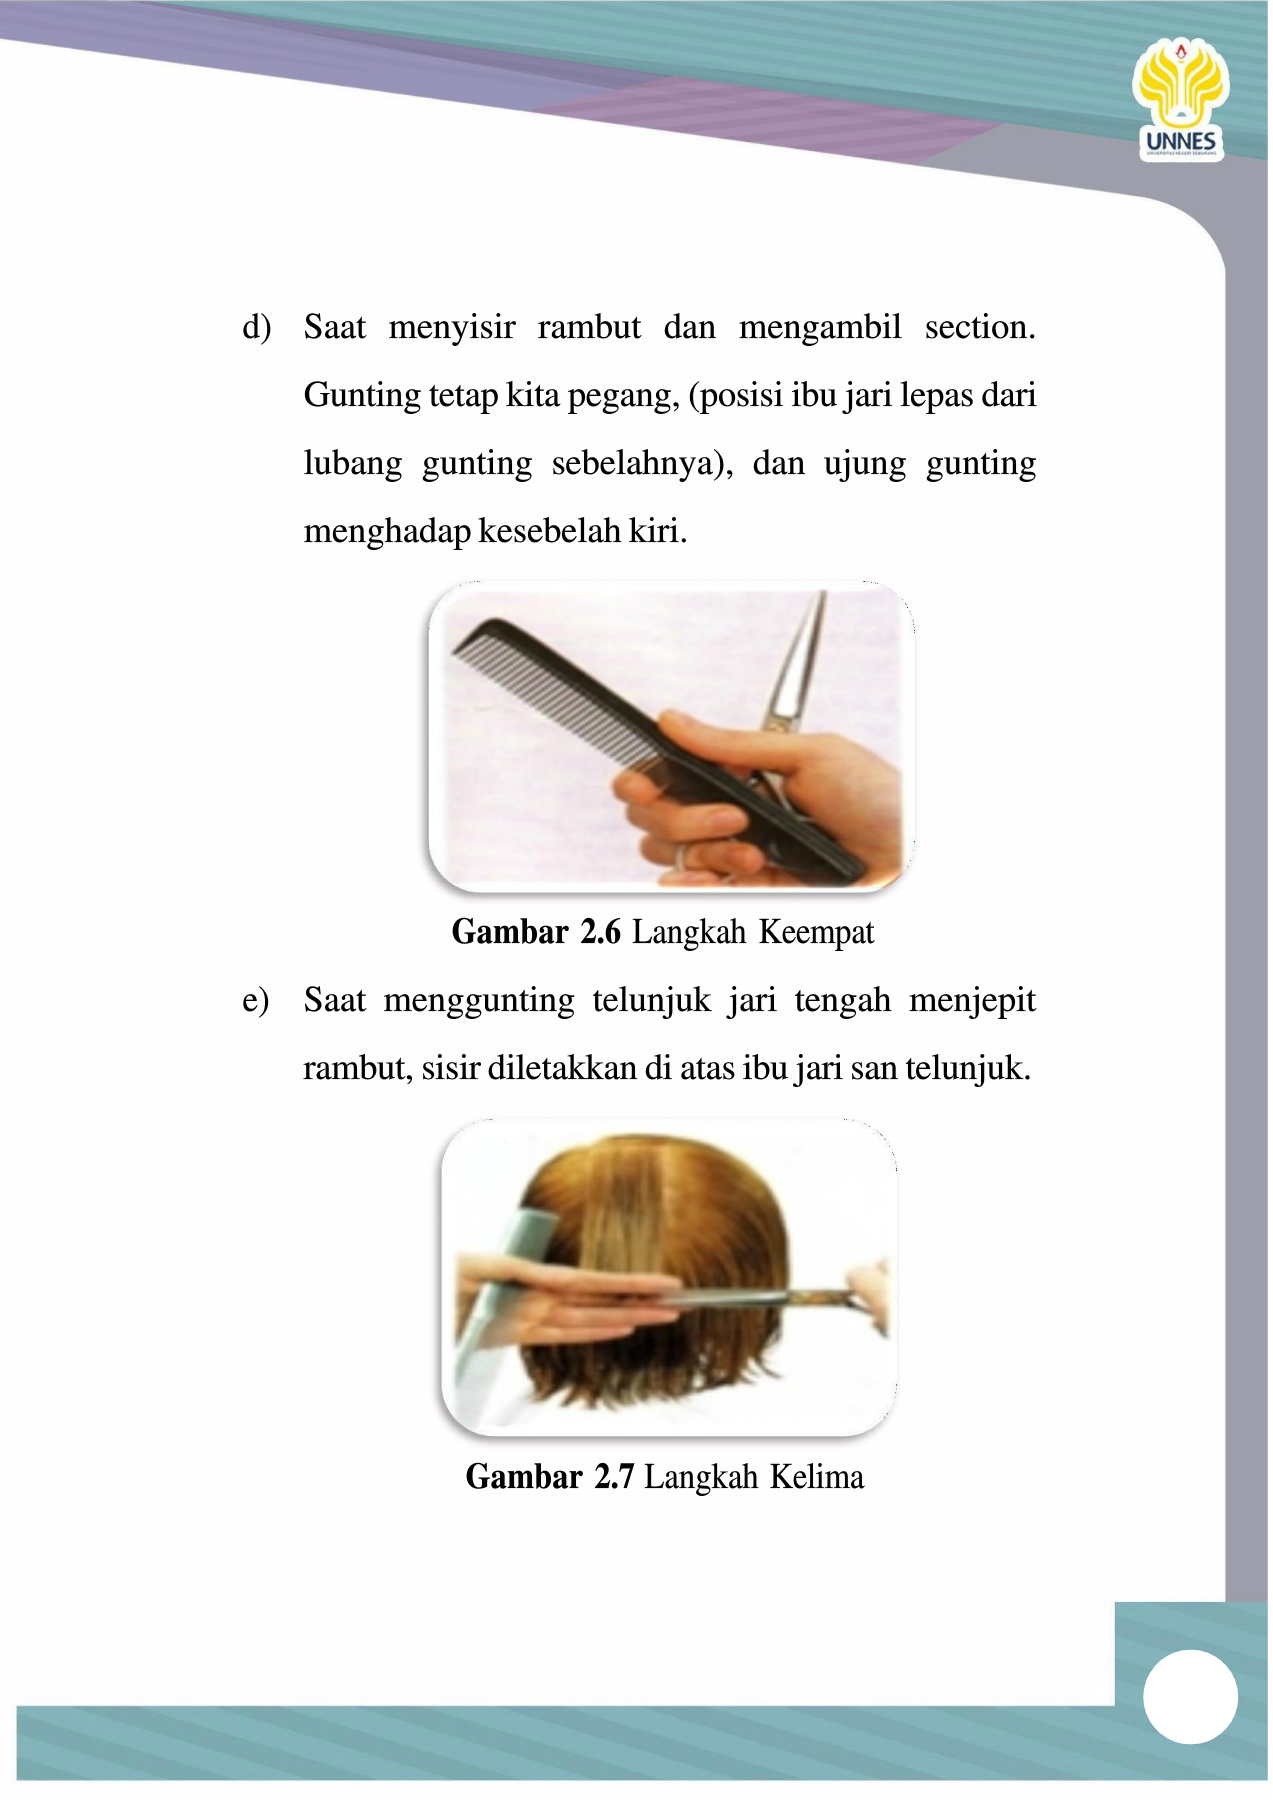 UNNES
UNIVERSITAS NEGERI SEMARANG
d) Saat menyisir rambut dan mengambil section.
Gunting tetap kita pegang, (posisi ibu jari lepas dari
lubang gunting sebelahnya), dan ujung gunting
menghadap kesebelah kiri.
Gambar 2.6 Langkah Keempat
e) Saat menggunting telunjuk jari tengah menjepit
rambut, sisir diletakkan di atas ibu jari san telunjuk.
Gambar 2.7 Langkah Kelima